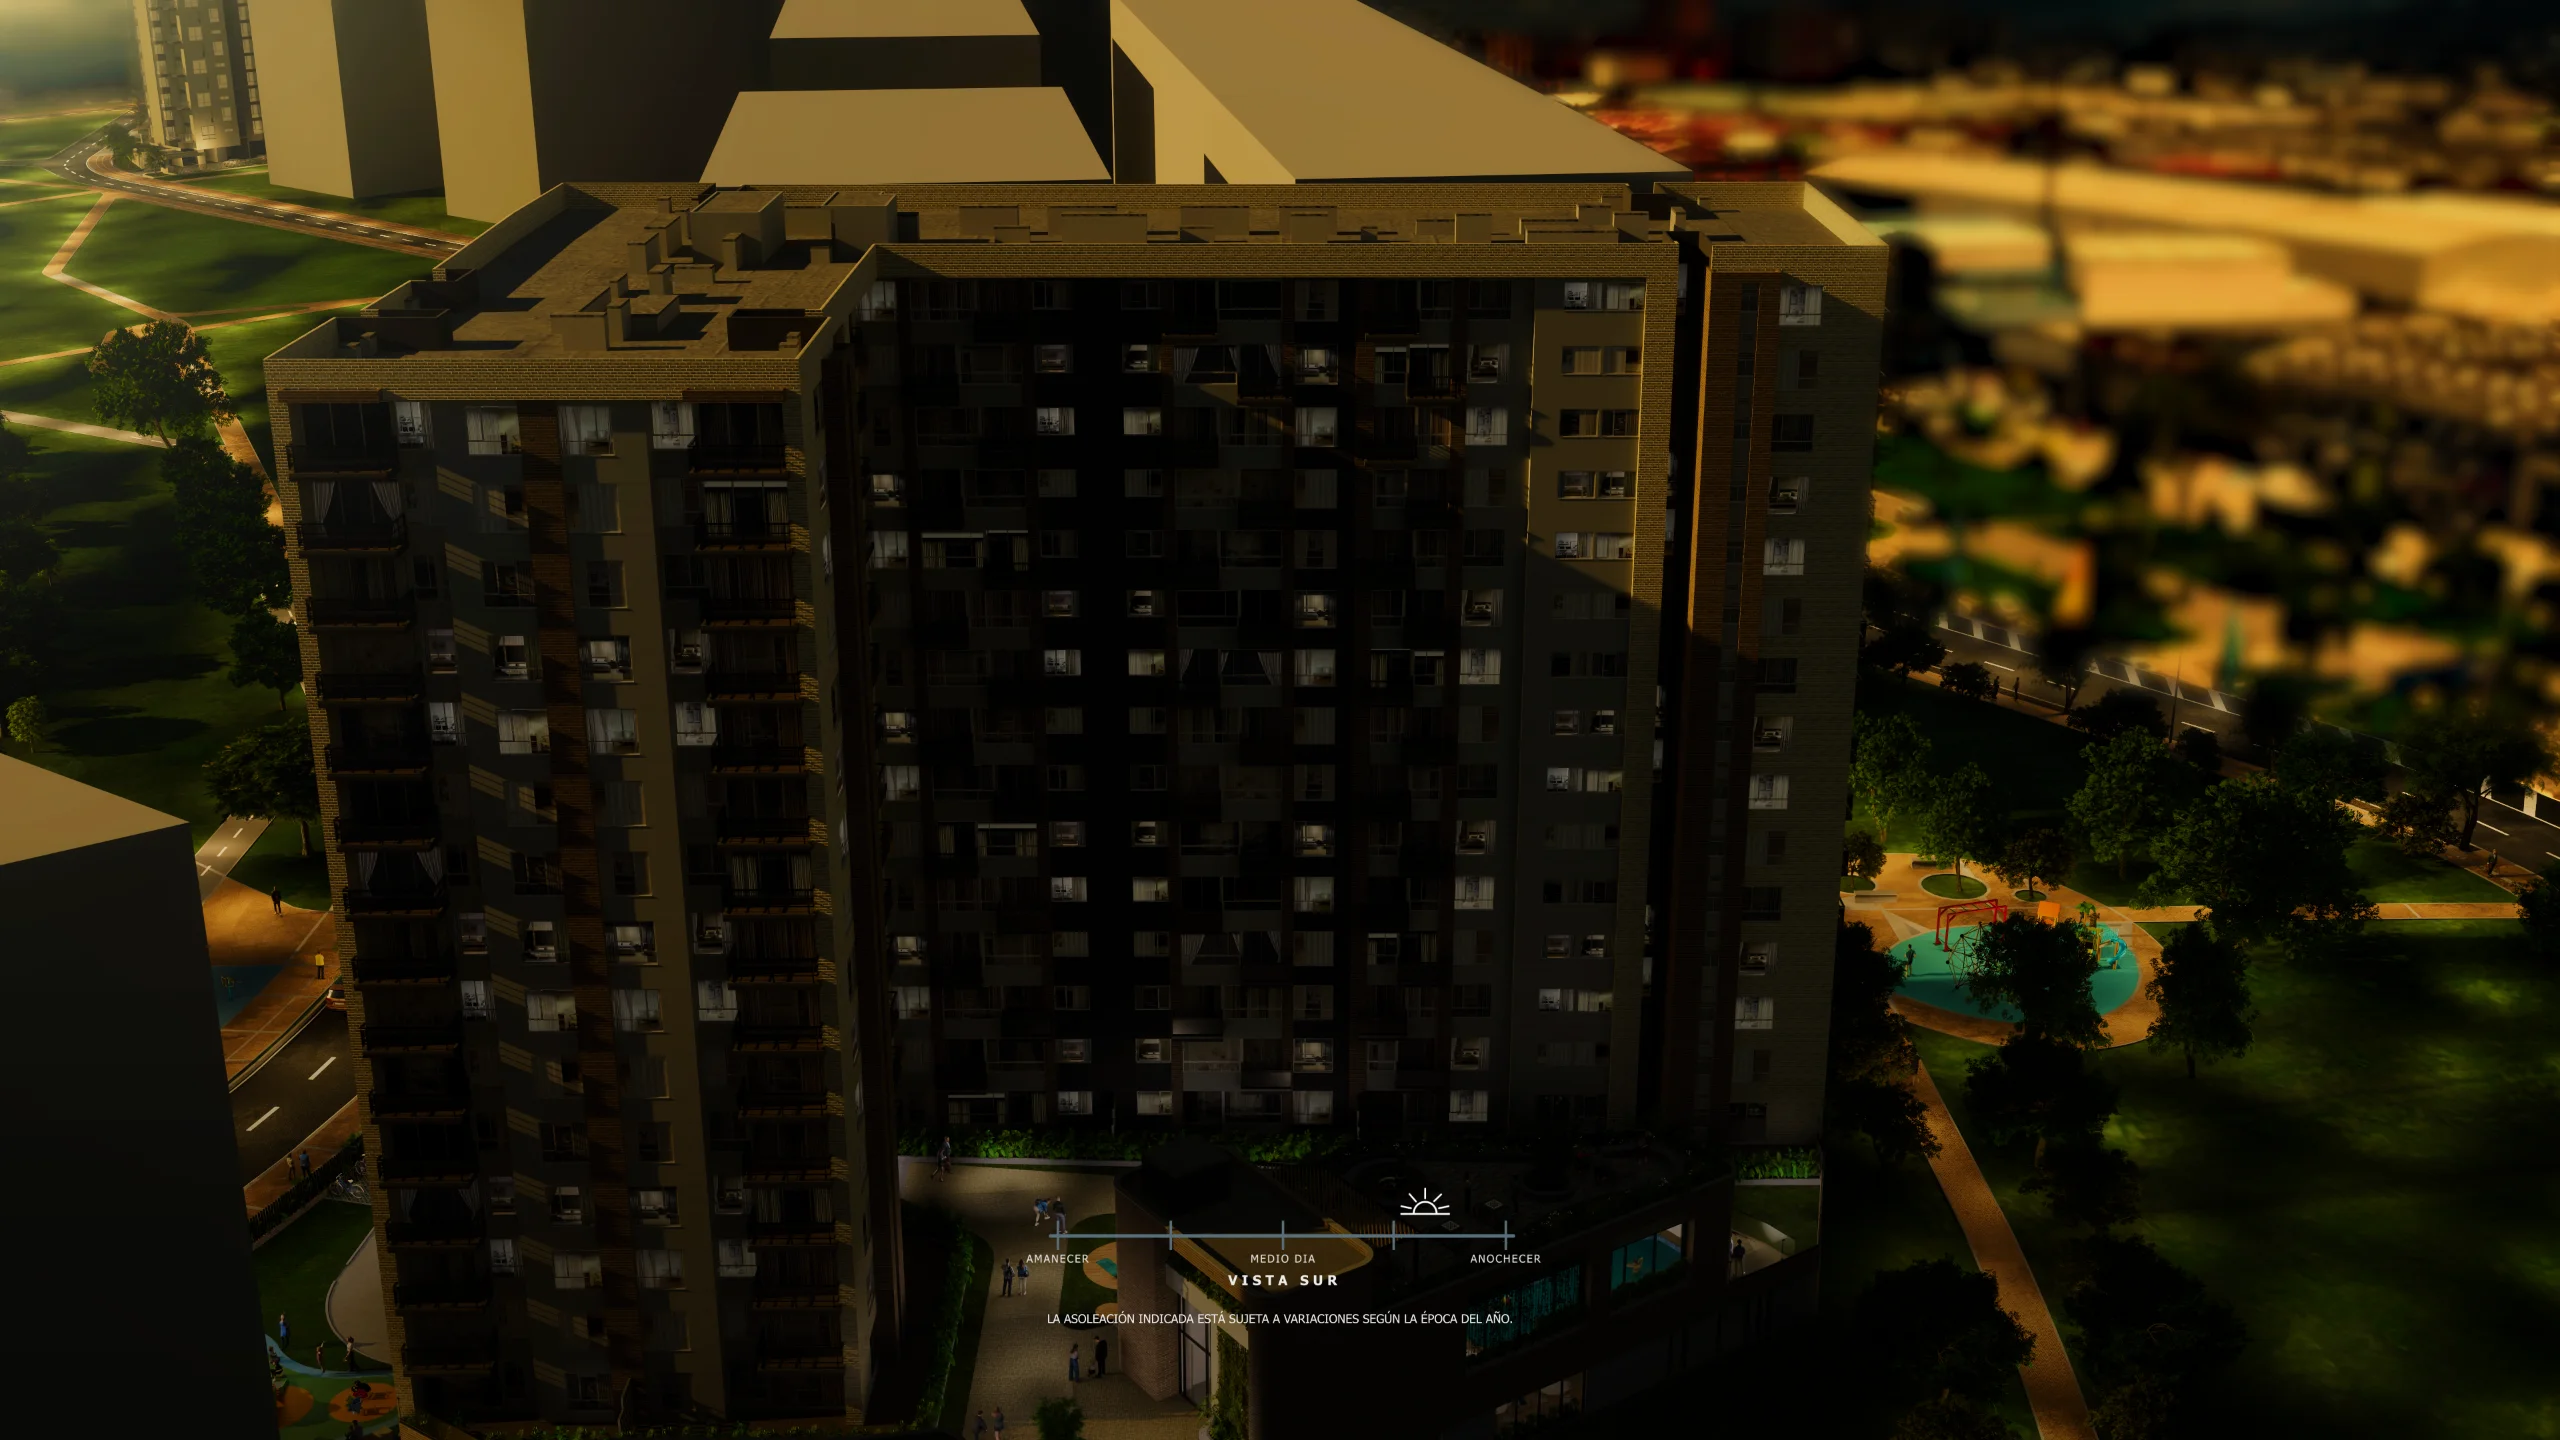 AMANECER MEDIO DIA ANOCHECER
VISTA SUR
LA ASOLEACIÓN INDICADA ESTÁ SUJETA A VARIACIONES SEGÚN LA ÉPOCA DEL AÑO.